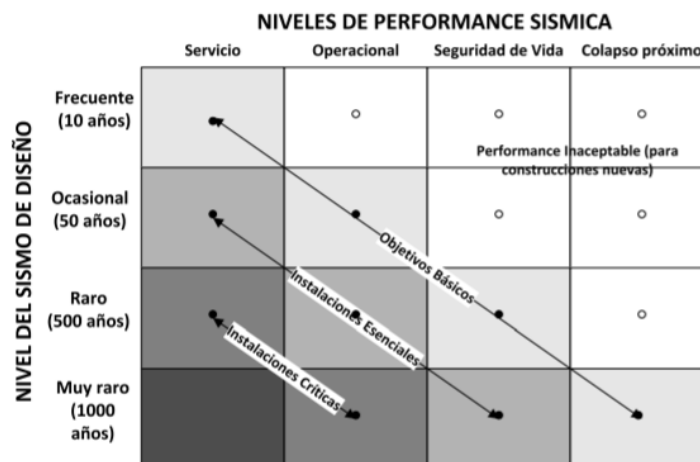 NIVELES DE PERFORMANCE SISMICA
Servicio
Operacional
Seguridad de Vida
Colapso próximo
NIVEL DEL SISMO DE DISEÑO
Frecuente
(10 años)
Performance Inaceptable (para
construcciones nuevas)
Ocasional
(50 años)
Objetivos Básicos
Raro
(500 años)
Instalaciones Esenciales
Instalaciones Críticas
Muy raro
(1000
años)